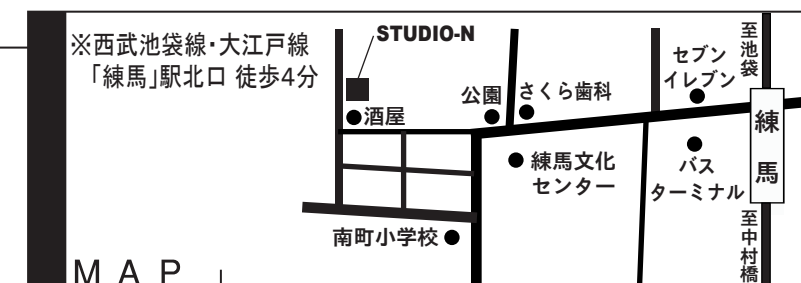 ※西武池袋線・大江戸線
「練馬」駅北口 徒歩4分
STUDIO-N
酒屋
公園
さくら歯科
セブン
イレブン
至池袋
練馬
練馬文化
センター
バス
ターミナル
南町小学校
至中村橋
MAP